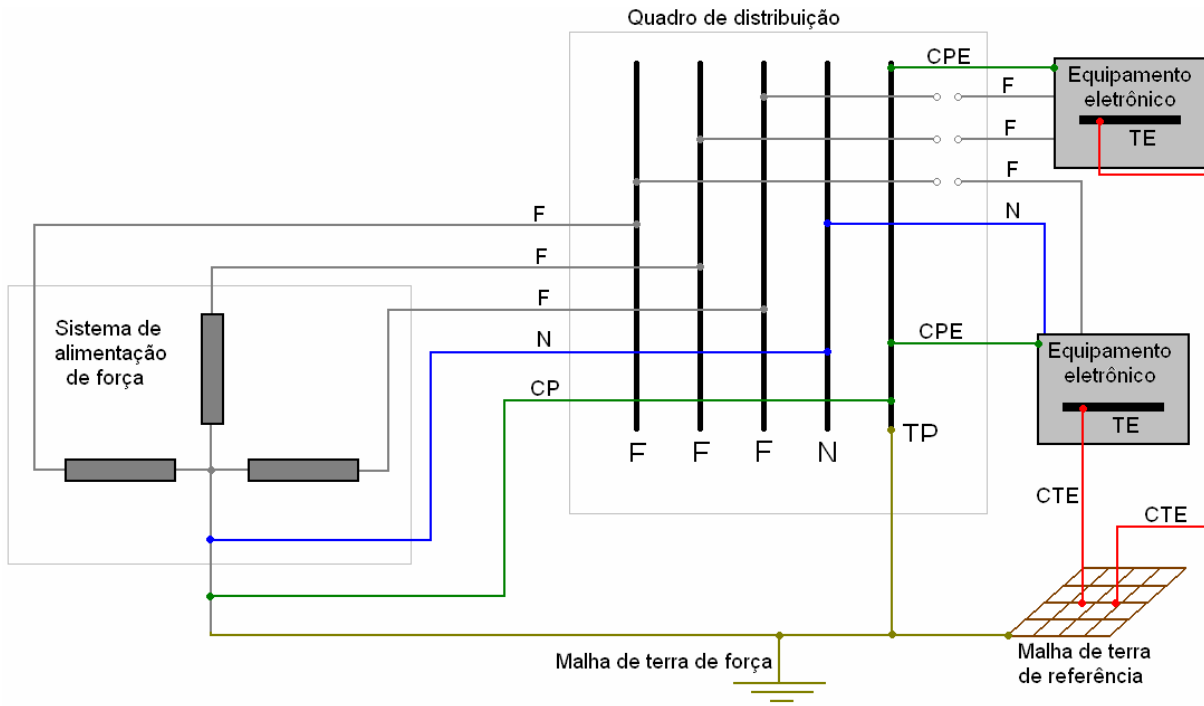 Quadro de distribuição
CPE
Equipamento
eletrônico
TE
F
F
F
N
F
F
F
N
CP
Sistema de
alimentação
de força
CPE
Equipamento
eletrônico
TE
F
F
F
N
TP
CTE
CTE
Malha de terra de força
Malha de terra
de referência